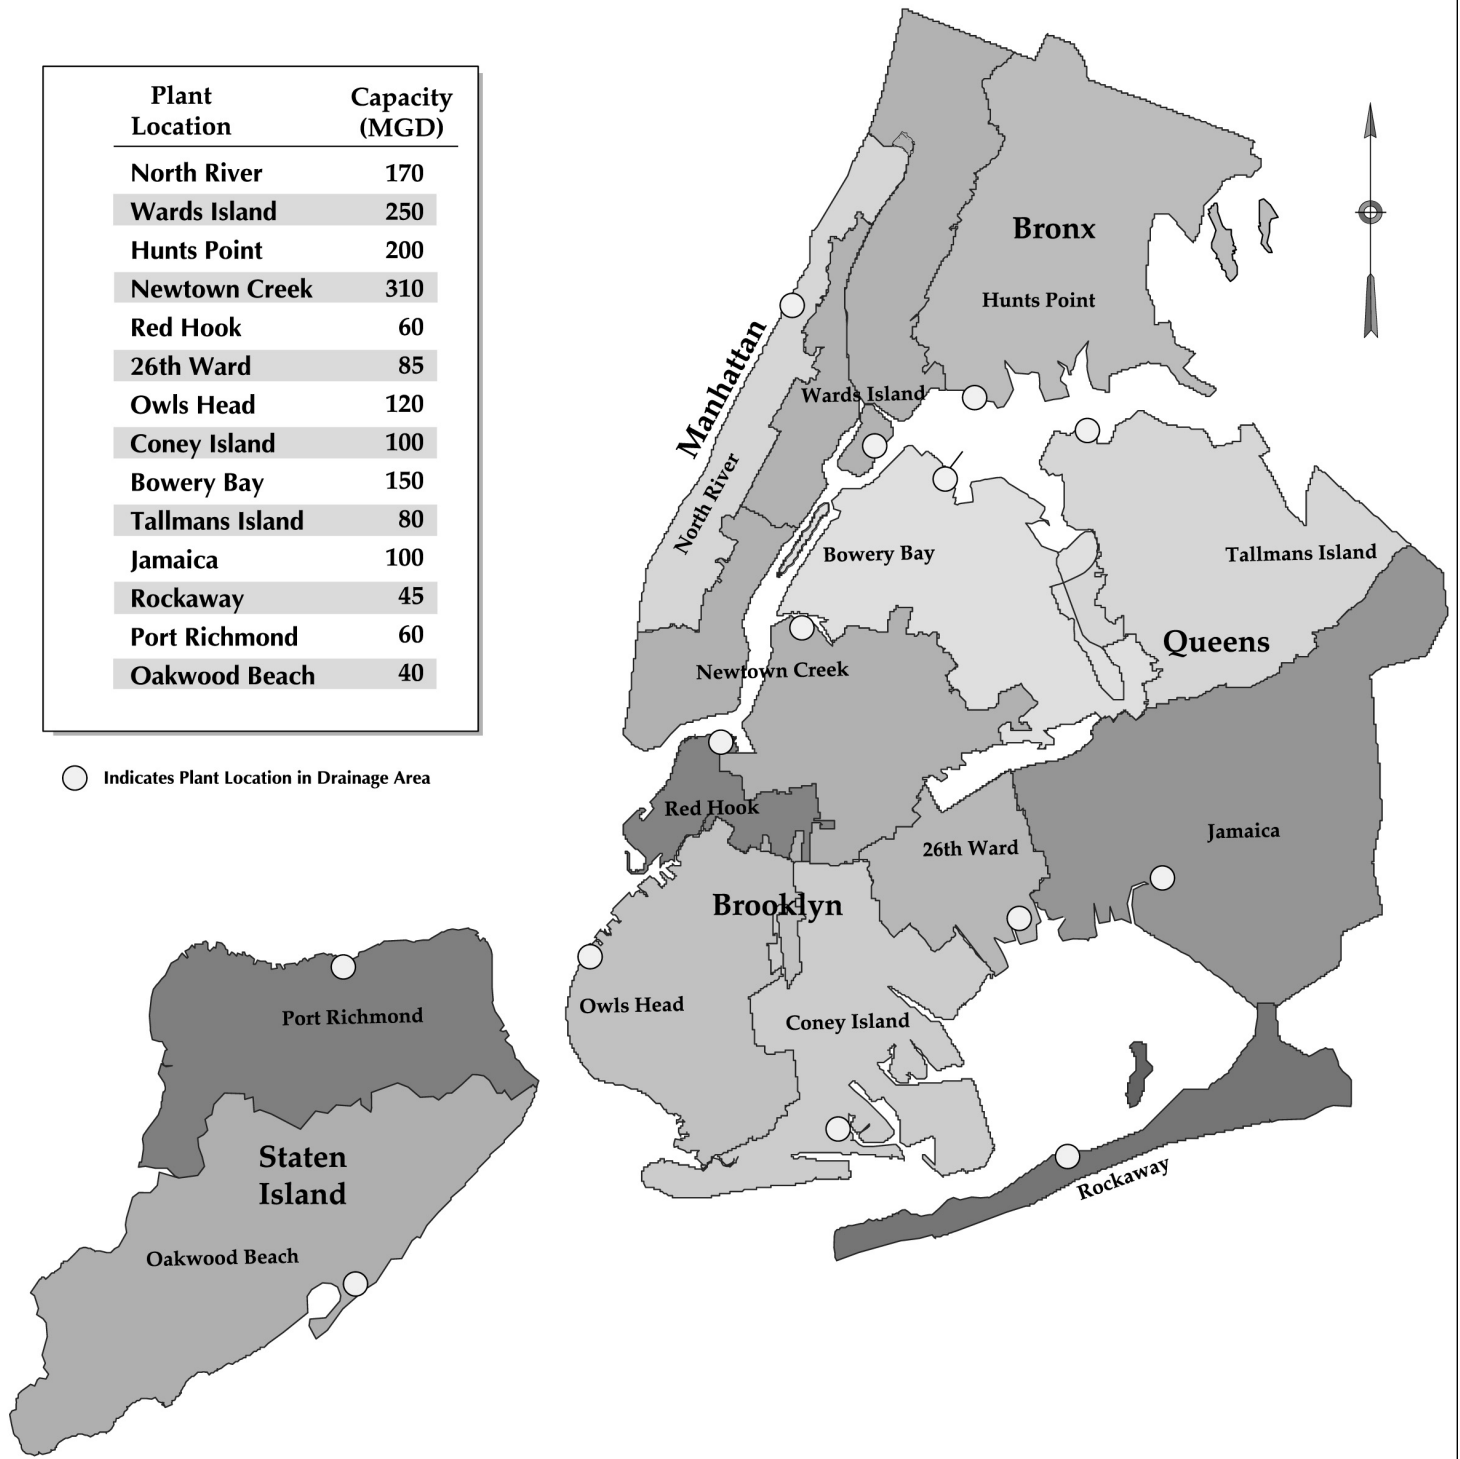 Plant Capacity
Location (MGD)
North River 170
Wards Island 250
Hunts Point 200
Newtown Creek 310
Red Hook 60
26th Ward 85
Owls Head 120
Coney Island 100
Bowery Bay 150
Tallmans Island 80
Jamaica 100
Rockaway 45
Port Richmond 60
Oakwood Beach 40
Indicates Plant Location in Drainage Area
Bronx
Hunts Point
Manhattan
Wards Island
North River
Bowery Bay
Tallmans Island
Queens
Newtown Creek
Red Hook
26th Ward
Jamaica
Brooklyn
Owls Head
Coney Island
Rockaway
Port Richmond
Staten
Island
Oakwood Beach